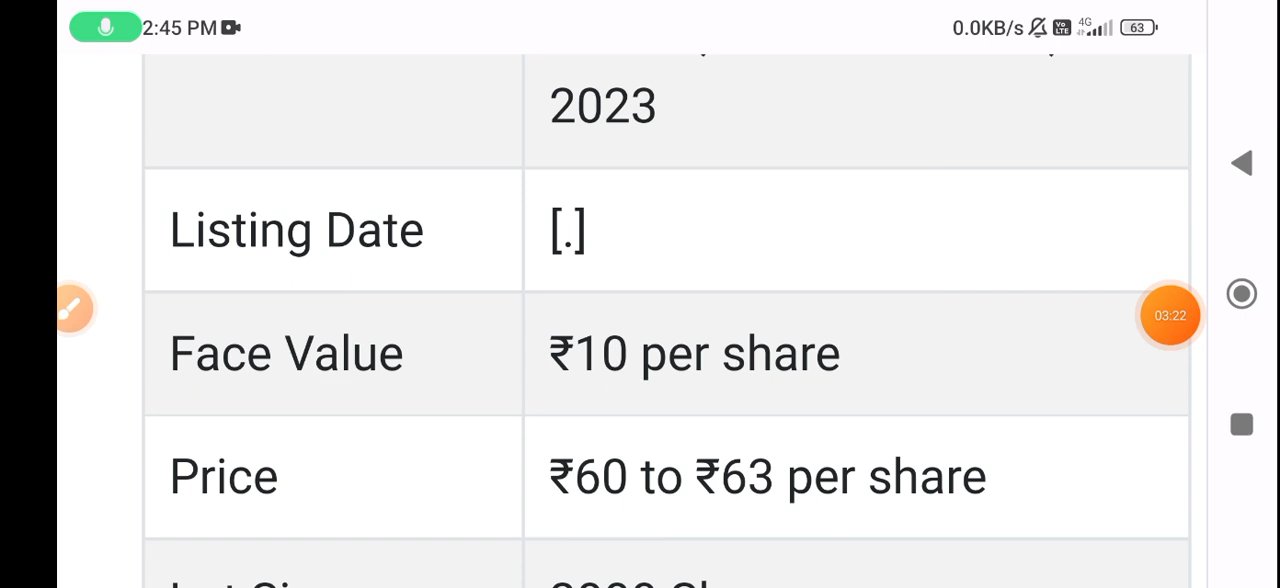 2:45 PM
0.0KB/s 4G 63
2023
Listing Date [.]
03:22
Face Value ₹10 per share
Price ₹60 to ₹63 per share